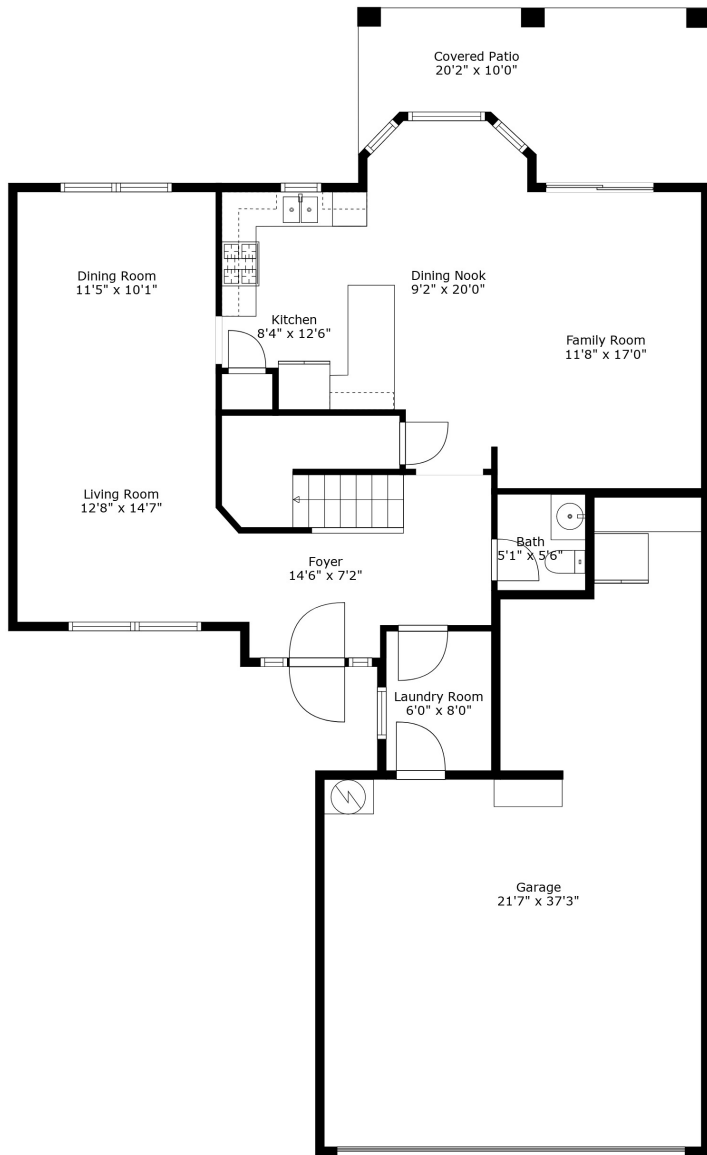 Covered Patio
20'2" x 10'0"
Dining Room
11'5" x 10'1"
Dining Nook
9'2" x 20'0"
Kitchen
8'4" x 12'6"
Family Room
11'8" x 17'0"
Living Room
12'8" x 14'7"
Bath
5'1" x 5'6"
Foyer
14'6" x 7'2"
Laundry Room
6'0" x 8'0"
Garage
21'7" x 37'3"